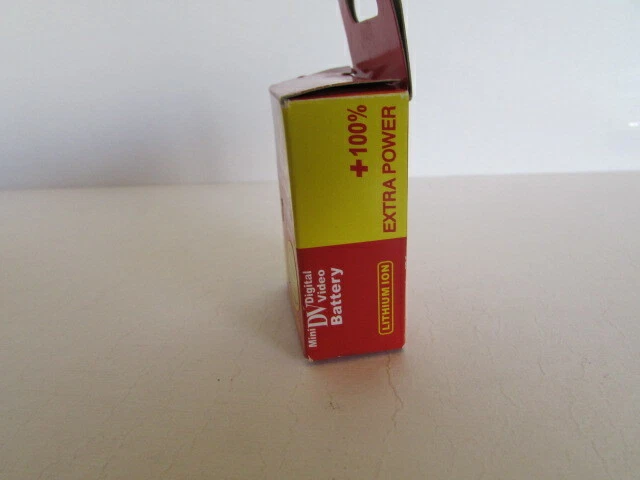 +100%
EXTRA POWER
Mini DV Digital
Video
Battery
LITHIUM ION